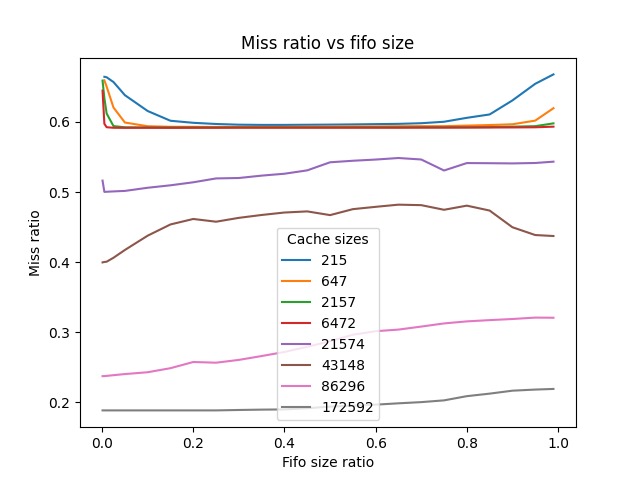 Miss ratio vs fifo size
Miss ratio
0.6
0.5
0.4
0.3
0.2
Cache sizes
215
647
2157
6472
21574
43148
86296
172592
0.0 0.2 0.4 0.6 0.8 1.0
Fifo size ratio